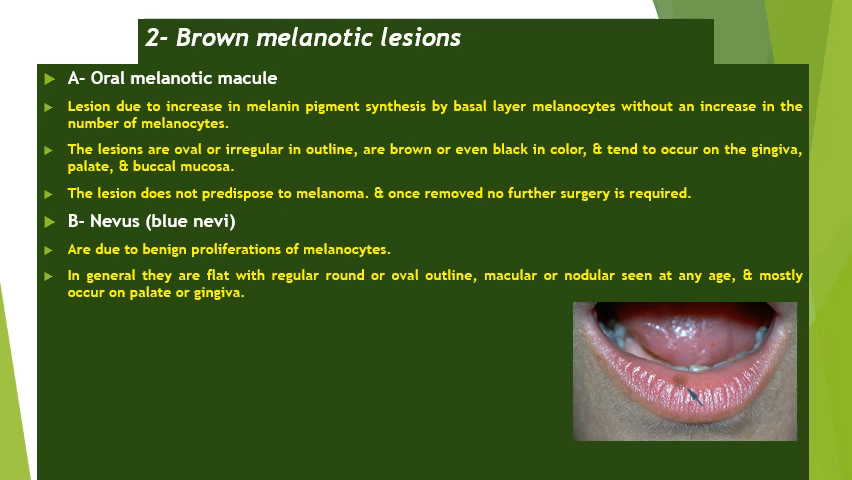 2- Brown melanotic lesions
A- Oral melanotic macule
Lesion due to increase in melanin pigment synthesis by basal layer melanocytes without an increase in the
number of melanocytes.
The lesions are oval or irregular in outline, are brown or even black in color, & tend to occur on the gingiva,
palate, & buccal mucosa.
The lesion does not predispose to melanoma. & once removed no further surgery is required.
B- Nevus (blue nevi)
Are due to benign proliferations of melanocytes.
In general they are flat with regular round or oval outline, macular or nodular seen at any age, & mostly
occur on palate or gingiva.